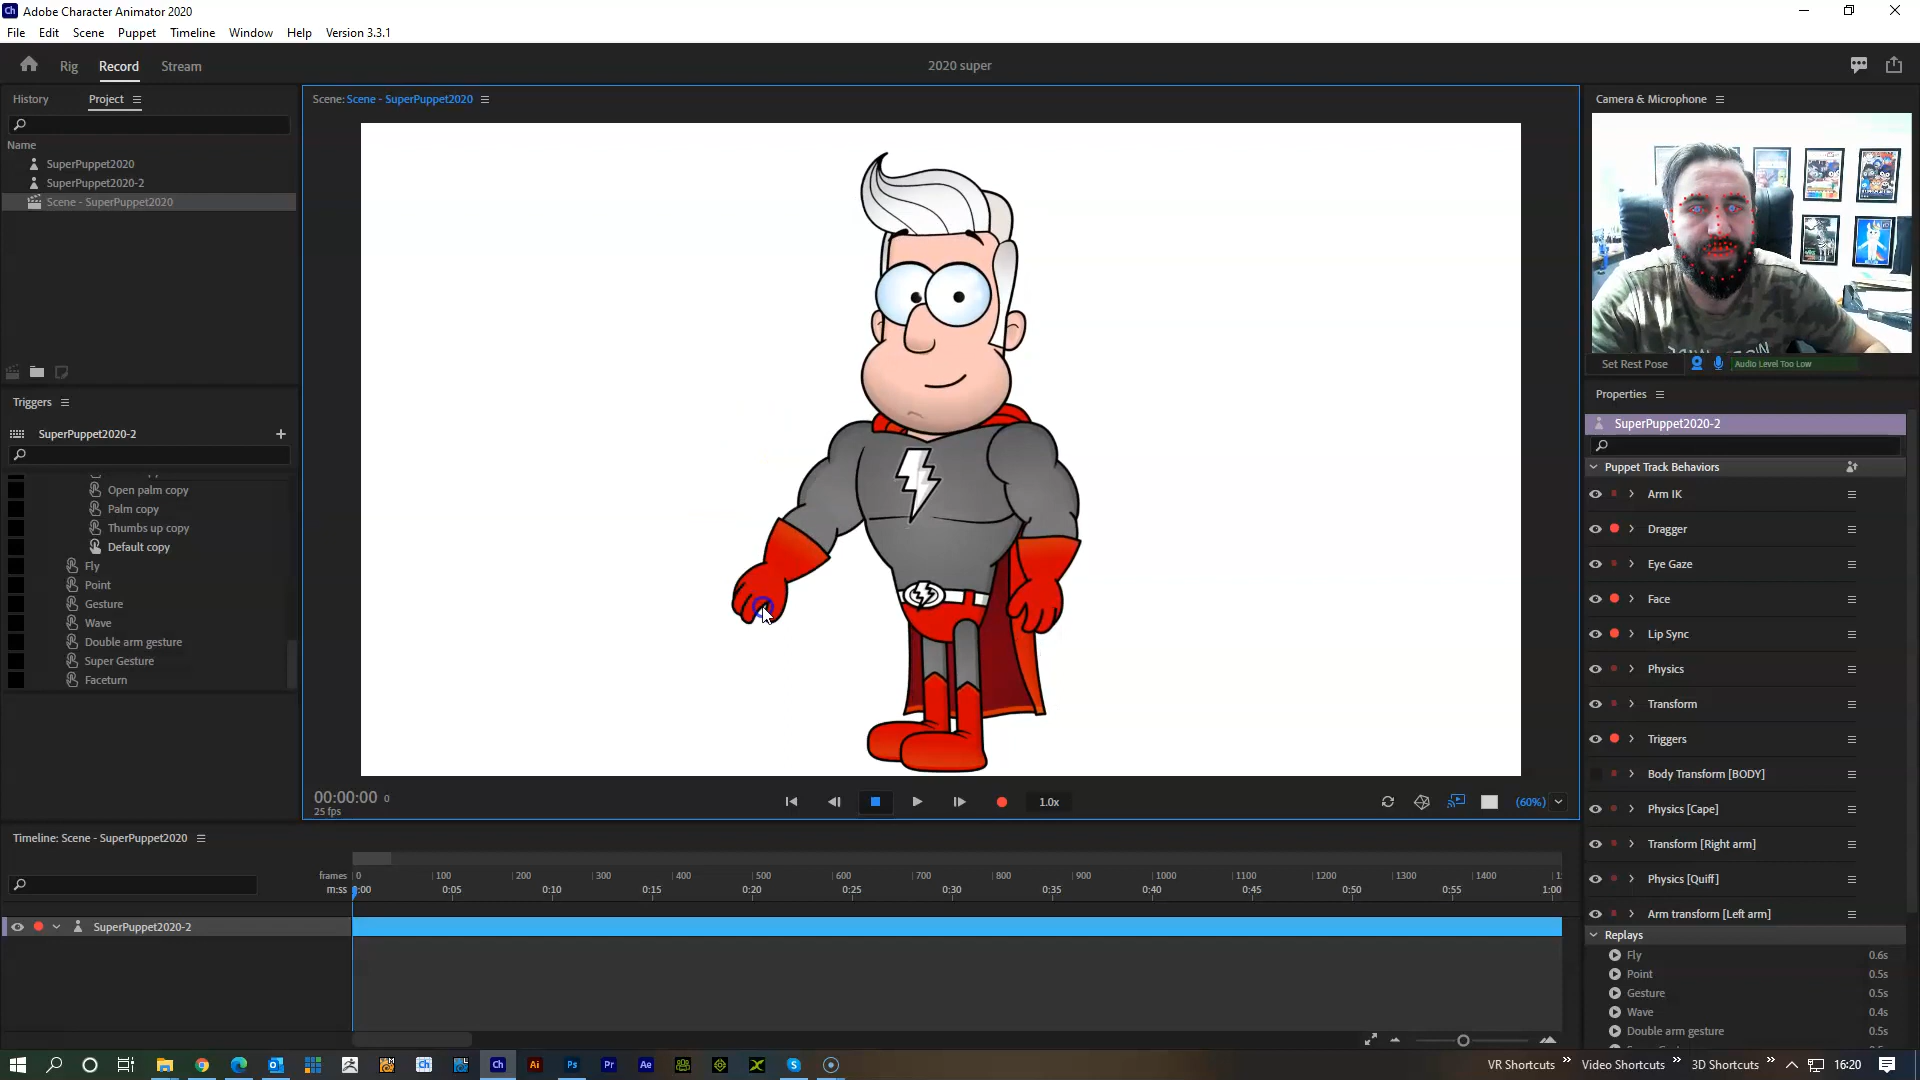 Ch Adobe Character Animator 2020
File Edit Scene Puppet Timeline Window Help Version 3.3.1
Rig Record Stream 2020 super
History Project
Name
SuperPuppet2020
SuperPuppet2020-2
Scene - SuperPuppet2020
Triggers
SuperPuppet2020-2
Open palm copy
Palm copy
Thumbs up copy
Default copy
Fly
Point
Gesture
Wave
Double arm gesture
Super Gesture
Faceturn
Scene: Scene - SuperPuppet2020
00:00:00 0
25 fps
1.0x
(60%)
Camera & Microphone
Set Rest Pose Audio Level Too Low
Properties
SuperPuppet2020-2
Puppet Track Behaviors
Arm IK
Dragger
Eye Gaze
Face
Lip Sync
Physics
Transform
Triggers
Body Transform [BODY]
Physics [Cape]
Transform [Right arm]
Physics [Quiff]
Arm transform [Left arm]
Replays
Fly 0.6s
Point 0.5s
Gesture 0.5s
Wave 0.4s
Double arm gesture 0.5s
Timeline: Scene - SuperPuppet2020
frames 0 100 200 300 400 500 600 700 800 900 1000 1100 1200 1300 1400
m:ss 0:00 0:05 0:10 0:15 0:20 0:25 0:30 0:35 0:40 0:45 0:50 0:55 1:00
SuperPuppet2020-2
Ch Ch Ai Ps Pr Ae VR Shortcuts Video Shortcuts 3D Shortcuts 16:20